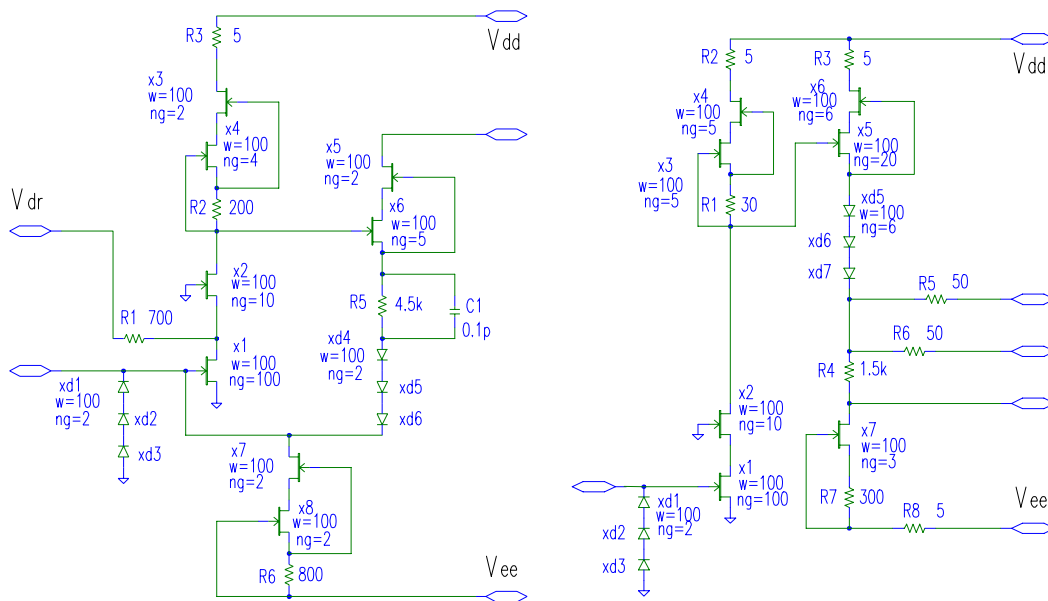 R3 5
Vdd
x3
w=100
ng=2
x4
w=100
ng=4
x5
w=100
ng=2
R2 200
Vdr
x6
w=100
ng=5
x2
w=100
ng=10
R5 4.5k
C1
0.1p
R1 700
x1
w=100
ng=100
xd4
w=100
ng=2
xd1
w=100
ng=2
xd2
xd3
xd5
xd6
x7
w=100
ng=2
x8
w=100
ng=2
R6 800
Vee
R2 5
R3 5
Vdd
x4
w=100
ng=5
x6
w=100
ng=6
x5
w=100
ng=20
x3
w=100
ng=5
R1 30
xd5
w=100
ng=6
xd6
xd7
R5 50
R6 50
R4 1.5k
x2
w=100
ng=10
x7
w=100
ng=3
x1
w=100
ng=100
xd1
w=100
ng=2
xd2
xd3
R7 300
R8 5
Vee